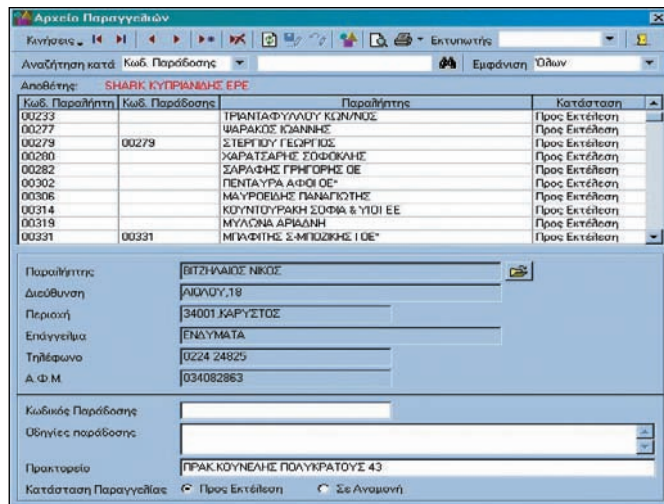 Αρχείο Παραγγελιών
Κινήσεις Εκτυπωτής
Αναζήτηση κατά Κωδ. Παράδοσης Εμφάνιση Όλων
Αποθέτης: SHARK ΚΥΠΡΙΑΝΙΔΗΣ ΕΡΕ
Κωδ. Παραλήπτη Κωδ. Παράδοσης Παραλήπτης Κατάσταση
00233 ΤΡΙΑΝΤΑΦΥΛΛΟΥ ΚΩΝ/ΝΟΣ Προς Εκτέλεση
00277 ΨΑΡΑΚΟΣ ΙΩΑΝΝΗΣ Προς Εκτέλεση
00279 00279 ΣΤΕΡΓΙΟΥ ΓΕΩΡΓΙΟΣ Προς Εκτέλεση
00280 ΧΑΡΑΤΣΑΡΗΣ ΣΟΦΟΚΛΗΣ Προς Εκτέλεση
00282 ΣΑΡΑΦΗΣ ΓΡΗΓΟΡΗΣ ΟΕ Προς Εκτέλεση
00302 ΠΕΝΤΑΥΡΑ ΑΦΟΙ ΟΕ* Προς Εκτέλεση
00306 ΜΑΥΡΟΕΙΔΗΣ ΠΑΝΑΓΙΩΤΗΣ Προς Εκτέλεση
00314 ΚΟΥΝΤΟΥΡΑΚΗ ΣΟΦΙΑ & ΥΙΟΙ ΕΕ Προς Εκτέλεση
00319 ΜΥΛΩΝΑ ΑΡΙΑΔΝΗ Προς Εκτέλεση
00331 00331 ΜΠΑΦΙΤΗΣ Σ-ΜΠΟΖΙΚΗΣ Ι ΟΕ* Προς Εκτέλεση
Παραλήπτης ΒΙΤΖΗΛΑΙΟΣ ΝΙΚΟΣ
Διεύθυνση ΑΙΟΛΟΥ,18
Περιοχή 34001,ΚΑΡΥΣΤΟΣ
Επάγγελμα ΕΝΔΥΜΑΤΑ
Τηλέφωνο 0224 24825
Α.Φ.Μ. 034082863
Κωδικός Παράδοσης
Οδηγίες παράδοσης
Πρακτορείο ΠΡΑΚ.ΚΟΥΝΕΛΗΣ ΠΟΛΥΚΡΑΤΟΥΣ 43
Κατάσταση Παραγγελίας Προς Εκτέλεση Σε Αναμονή